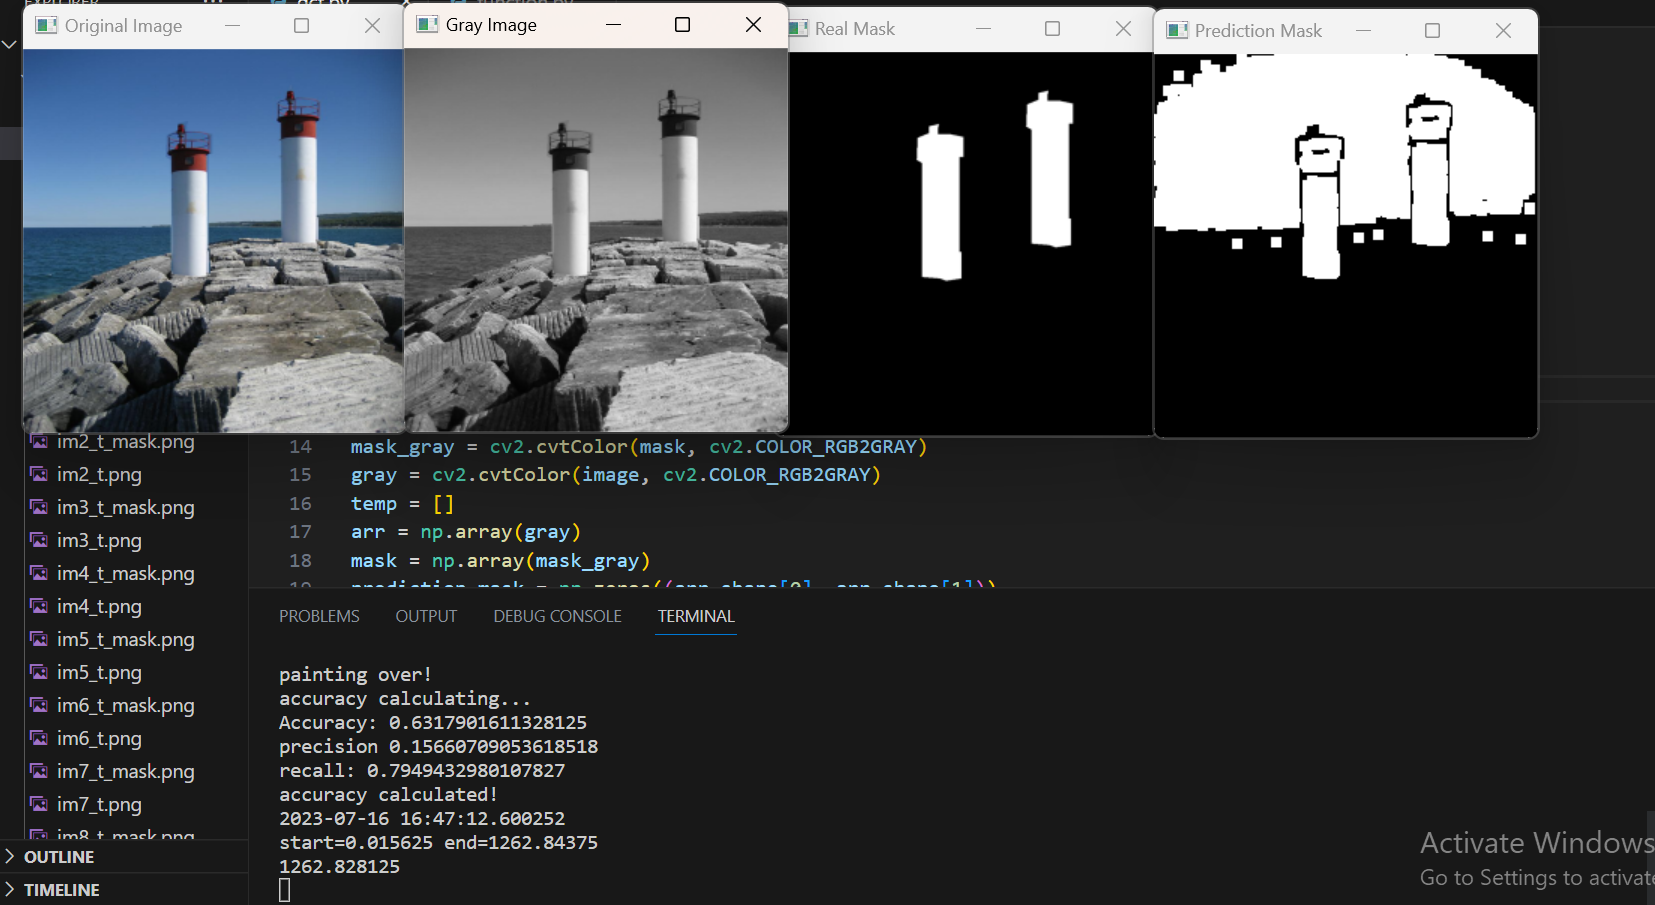 Original Image
Gray Image
Real Mask
Prediction Mask
im2_t_mask.png
im2_t.png
im3_t_mask.png
im3_t.png
im4_t_mask.png
im4_t.png
im5_t_mask.png
im5_t.png
im6_t_mask.png
im6_t.png
im7_t_mask.png
im7_t.png
im8_t_mask.png
OUTLINE
TIMELINE
14 mask_gray = cv2.cvtColor(mask, cv2.COLOR_RGB2GRAY)
15 gray = cv2.cvtColor(image, cv2.COLOR_RGB2GRAY)
16 temp = []
17 arr = np.array(gray)
18 mask = np.array(mask_gray)
PROBLEMS OUTPUT DEBUG CONSOLE TERMINAL
painting over!
accuracy calculating...
Accuracy: 0.6317901611328125
precision 0.15660709053618518
recall: 0.7949432980107827
accuracy calculated!
2023-07-16 16:47:12.600252
start=0.015625 end=1262.84375
1262.828125
Activate Windows
Go to Settings to activate